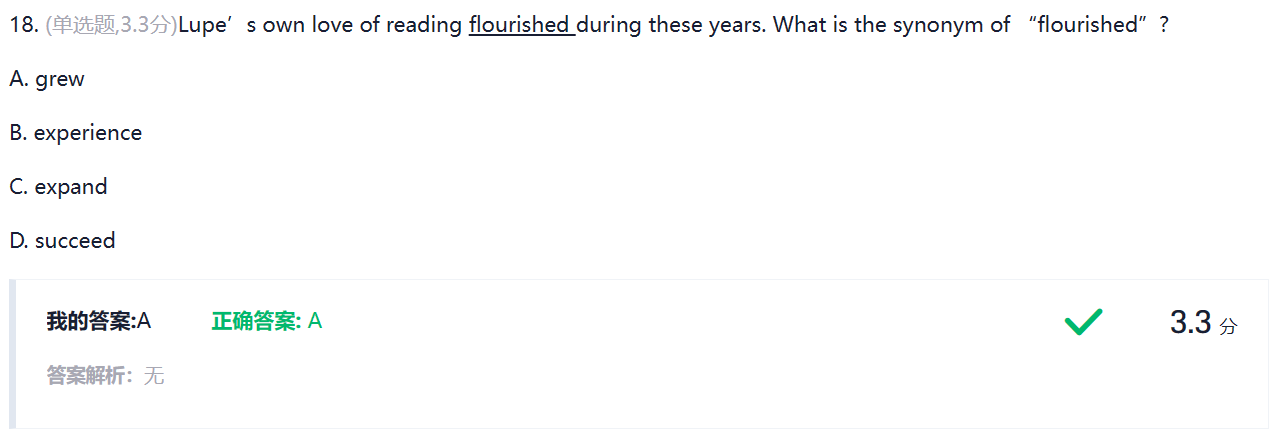 18. (单选题,3.3分)Lupe’s own love of reading flourished during these years. What is the synonym of “flourished”?
A. grew
B. experience
C. expand
D. succeed
我的答案:A 正确答案: A 3.3 分
答案解析：无